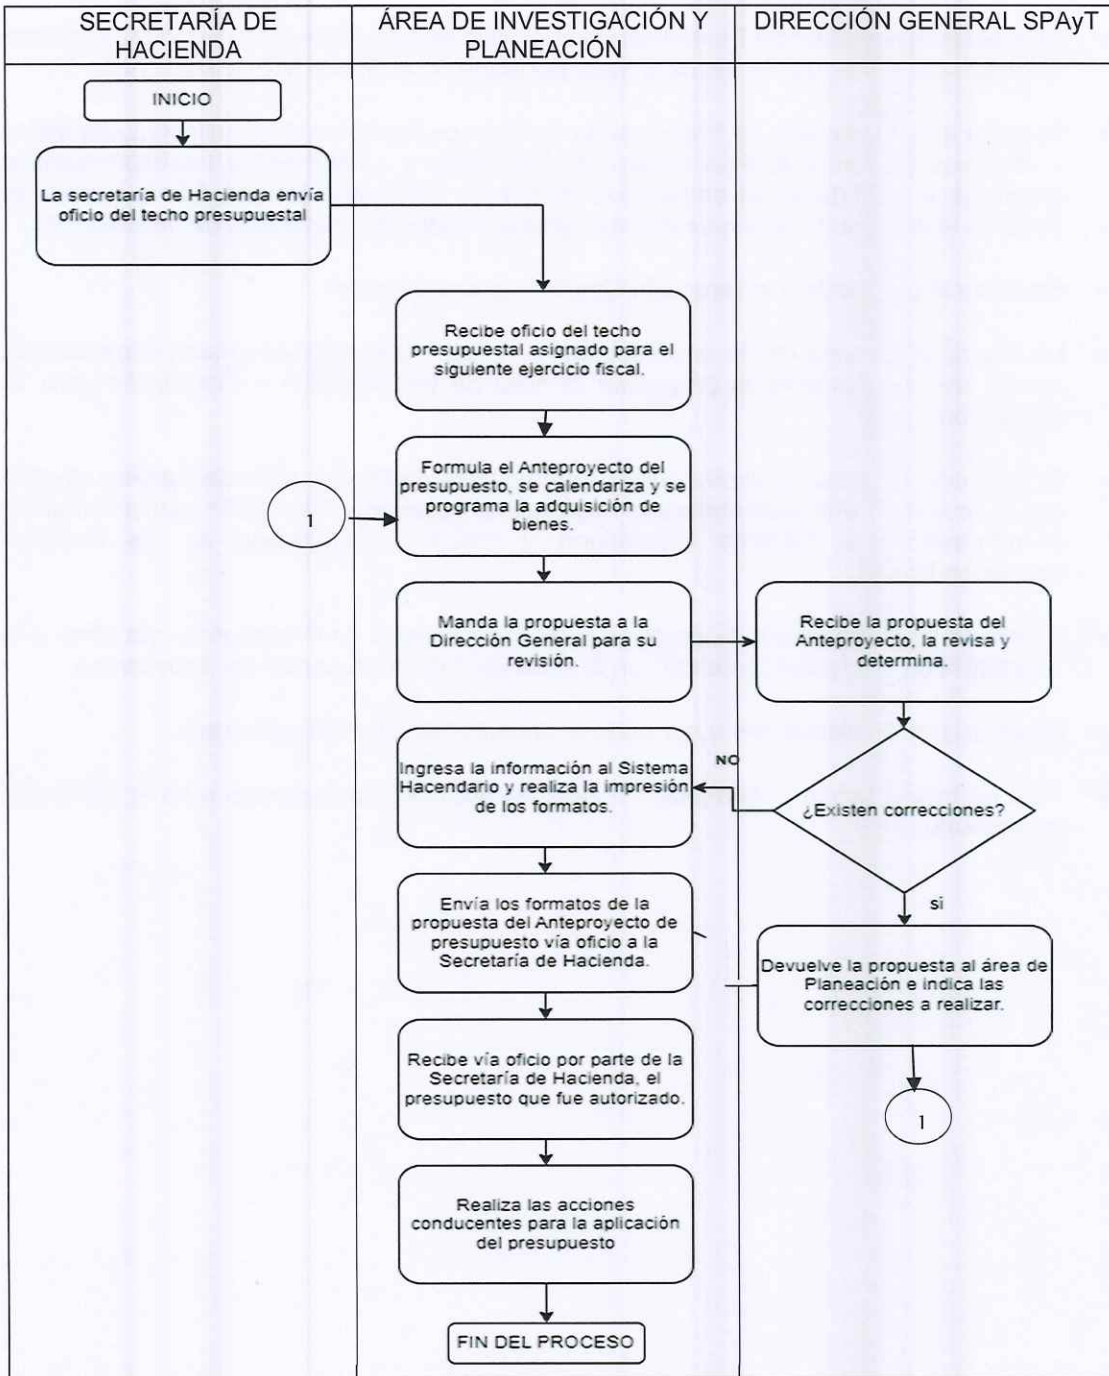 SECRETARÍA DE
HACIENDA
ÁREA DE INVESTIGACIÓN Y
PLANEACIÓN
DIRECCIÓN GENERAL SPAyT
INICIO
La secretaría de Hacienda envía
oficio del techo presupuestal
Recibe oficio del techo
presupuestal asignado para el
siguiente ejercicio fiscal.
Formula el Anteproyecto del
presupuesto, se calendariza y se
programa la adquisición de
bienes.
1
Manda la propuesta a la
Dirección General para su
revisión.
Recibe la propuesta del
Anteproyecto, la revisa y
determina.
¿Existen correcciones?
NO
Ingresa la información al Sistema
Hacendario y realiza la impresión
de los formatos.
si
Envía los formatos de la
propuesta del Anteproyecto de
presupuesto vía oficio a la
Secretaría de Hacienda.
Devuelve la propuesta al área de
Planeación e indica las
correcciones a realizar.
1
Recibe vía oficio por parte de la
Secretaría de Hacienda, el
presupuesto que fue autorizado.
Realiza las acciones
conducentes para la aplicación
del presupuesto
FIN DEL PROCESO